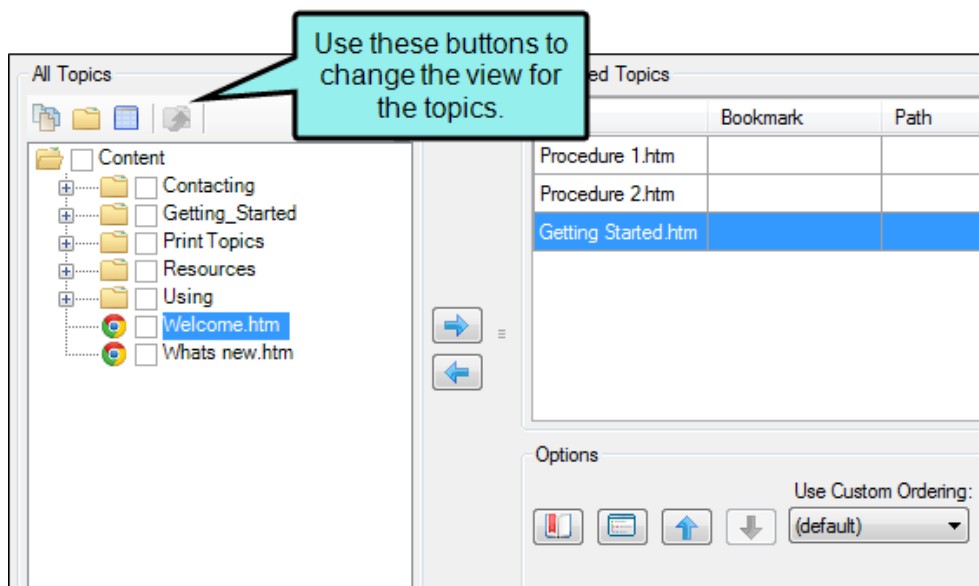 Use these buttons to
change the view for
the topics.
All Topics
Topics
Bookmark
Path
Content
Contacting
Getting_Started
Print Topics
Resources
Using
Welcome.htm
Whats new.htm
Procedure 1.htm
Procedure 2.htm
Getting Started.htm
Options
Use Custom Ordering:
(default)